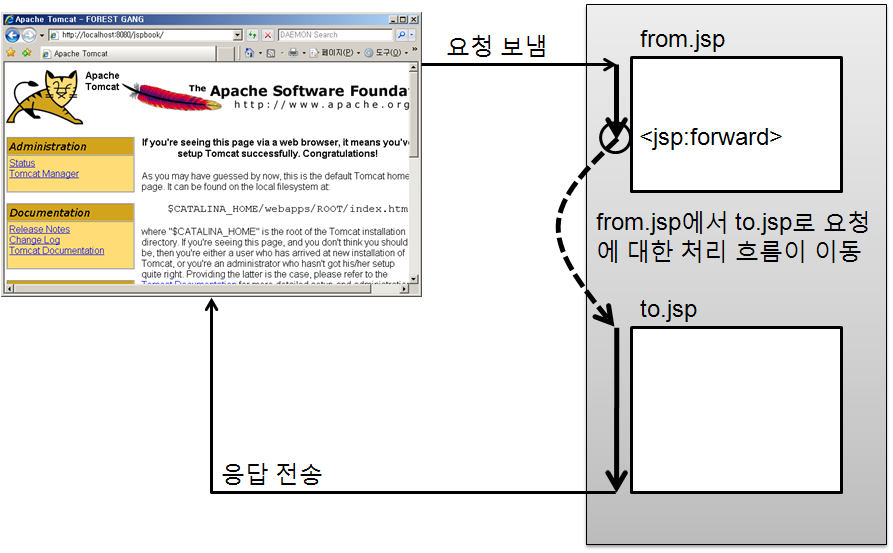 Apache Tomcat – FOREST GANG
http://localhost:8080/jspbook/
DAEMON Search
Apache Tomcat
페이지(P)
도구(O)
Apache
Tomcat
The Apache Software Founda
http://www.apache.org
Administration
Status
Tomcat Manager
Documentation
Release Notes
Change Log
Tomcat Documentation
If you're seeing this page via a web browser, it means you'v
setup Tomcat successfully. Congratulations!
As you may have guessed by now, this is the default Tomcat home
page. It can be found on the local filesystem at:
$CATALINA_HOME/webapps/ROOT/index.htm
where "$CATALINA_HOME" is the root of the Tomcat installation
directory. If you're seeing this page, and you don't think you should
be, then you're either a user who has arrived at new installation of
Tomcat, or you're an administrator who hasn't got his/her setup
quite right. Providing the latter is the case, please refer to the
Tomcat Documentation for more detailed setup and administration
요청 보냄
from.jsp
<jsp:forward>
from.jsp에서 to.jsp로 요청
에 대한 처리 흐름이 이동
to.jsp
응답 전송